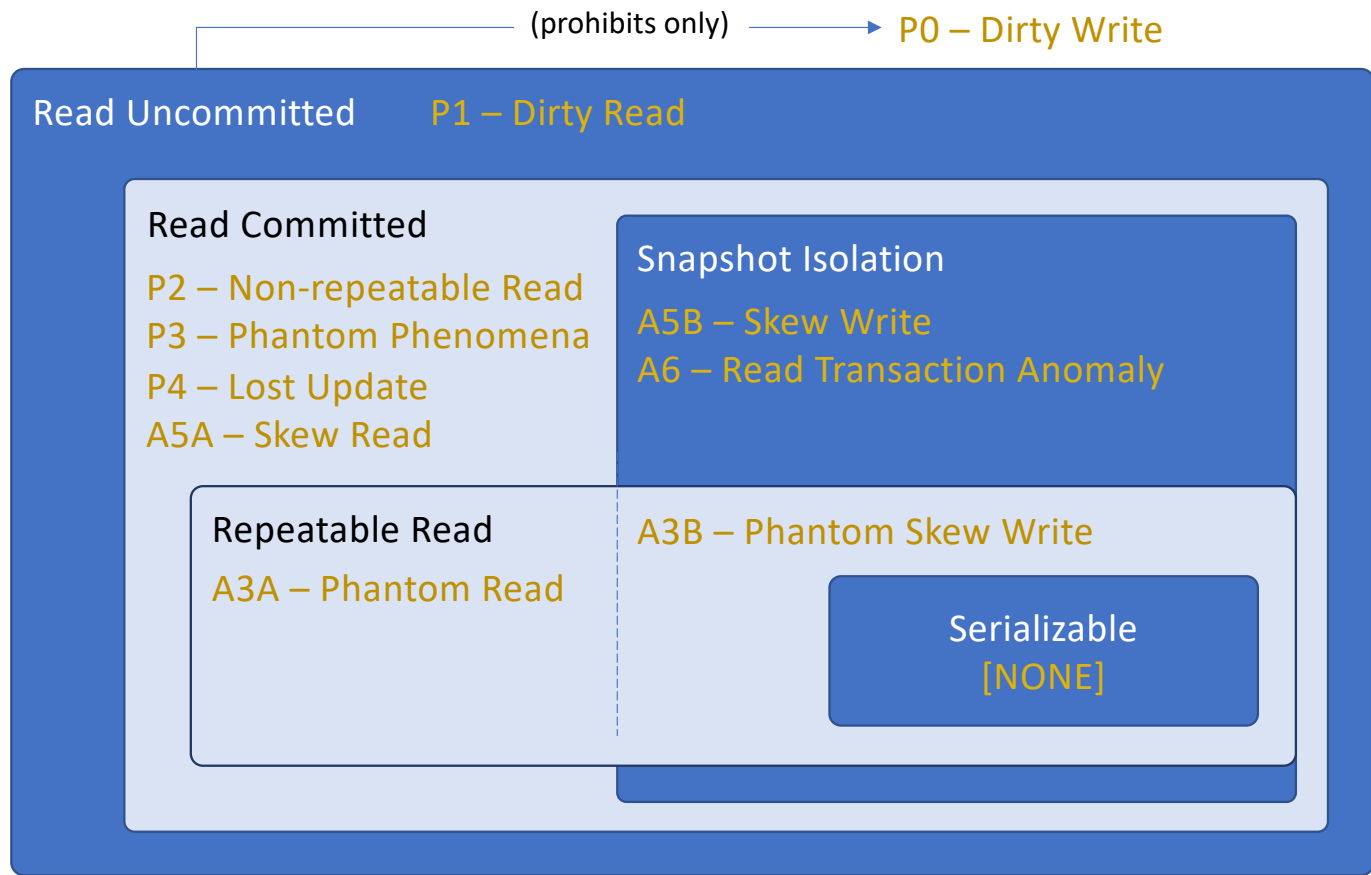 (prohibits only)
P0 – Dirty Write
Read Uncommitted
P1 – Dirty Read
Read Committed
P2 – Non-repeatable Read
P3 – Phantom Phenomena
P4 – Lost Update
A5A – Skew Read
Snapshot Isolation
A5B – Skew Write
A6 – Read Transaction Anomaly
Repeatable Read
A3A – Phantom Read
A3B – Phantom Skew Write
Serializable
[NONE]